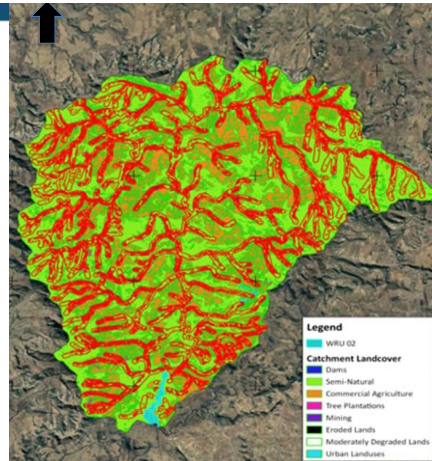 Legend
WRU 02
Catchment Landcover
Dams
Semi-Natural
Commercial Agriculture
Tree Plantations
Mining
Eroded Lands
Moderately Degraded Lands
Urban Landuses